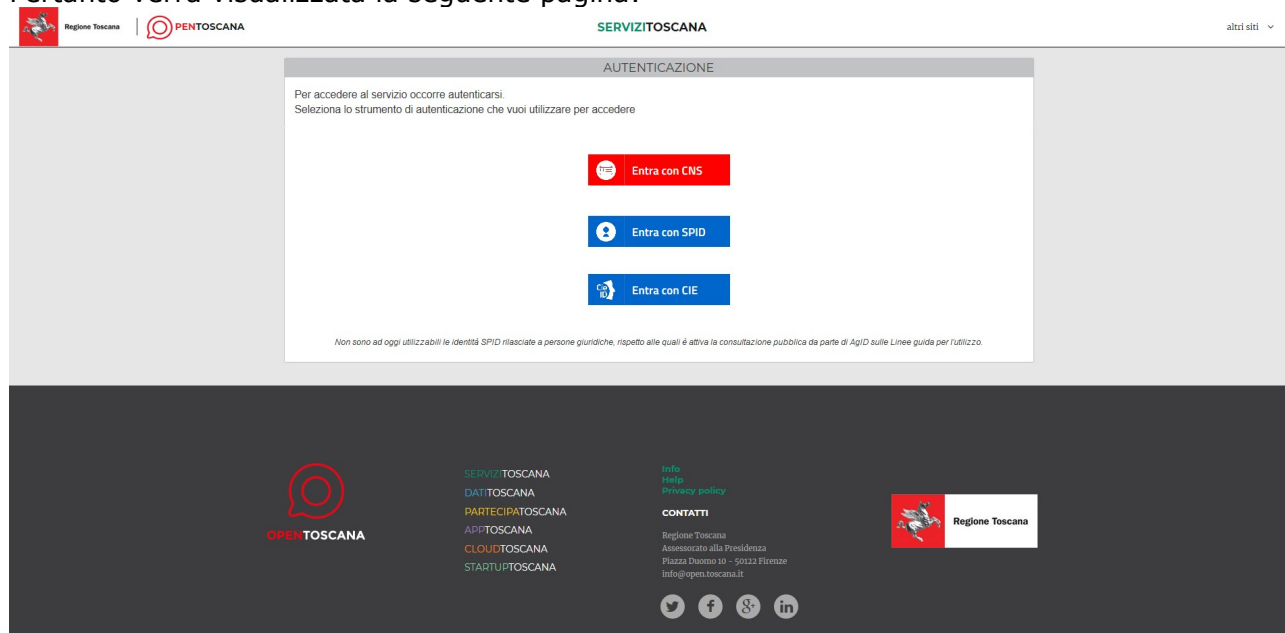 Pertanto verrà visualizzata la seguente pagina:
Regione Toscana
PENTOSCANA
SERVIZITOSCANA
altri siti
AUTENTICAZIONE
Per accedere al servizio occorre autenticarsi.
Seleziona lo strumento di autenticazione che vuoi utilizzare per accedere
Entra con CNS
Entra con SPID
Entra con CIE
Non sono ad oggi utilizzabili le identità SPID rilasciate a persone giuridiche, rispetto alle quali é attiva la consultazione pubblica da parte di AgID sulle Linee guida per l'utilizzo.
OPENTOSCANA
SERVIZITOSCANA
DATITOSCANA
PARTECIPATOSCANA
APPTOSCANA
CLOUDTOSCANA
STARTUPTOSCANA
Info
Help
Privacy policy
CONTATTI
Regione Toscana
Assessorato alla Presidenza
Piazza Duomo 10 - 50122 Firenze
info@open.toscana.it
Regione Toscana